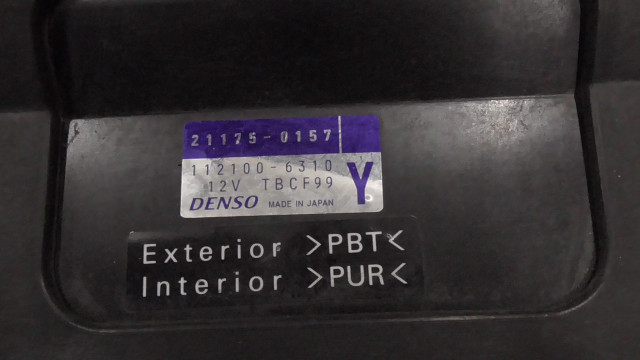 21175-0157
112100-6310
12V TBCF99 Y
DENSO MADE IN JAPAN
Exterior >PBT<
Interior >PUR<